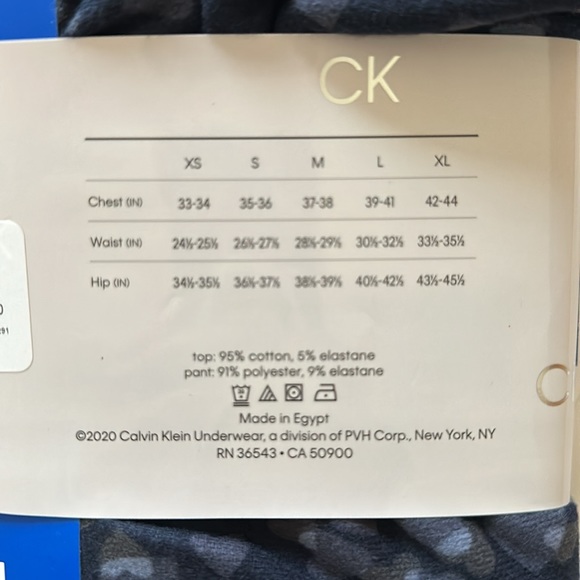 CK
XS S M L XL
Chest (IN) 33-34 35-36 37-38 39-41 42-44
Waist (IN) 24½-25½ 26½-27½ 28½-29½ 30½-32½ 33½-35½
Hip (IN) 34½-35½ 36½-37½ 38½-39½ 40½-42½ 43½-45½
top: 95% cotton, 5% elastane
pant: 91% polyester, 9% elastane
Made in Egypt
©2020 Calvin Klein Underwear, a division of PVH Corp., New York, NY
RN 36543 • CA 50900